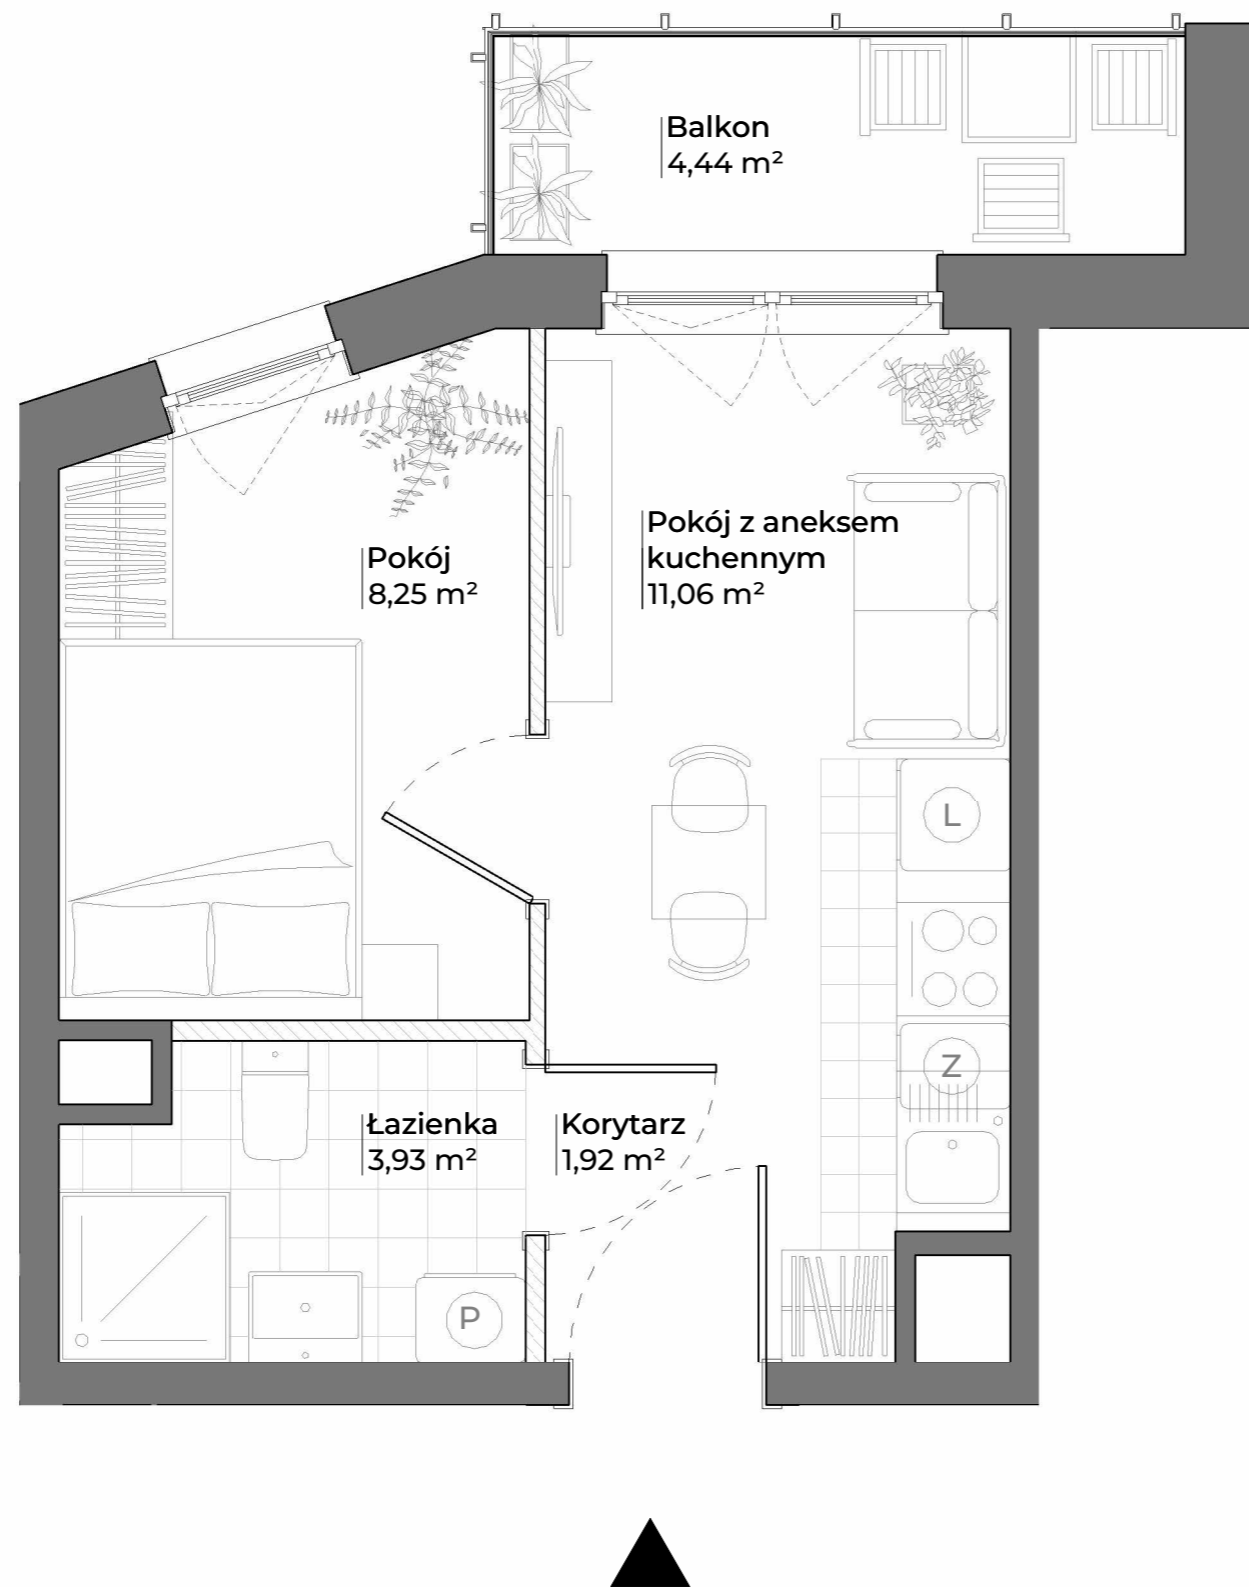 Balkon
4,44 m²
Pokój z aneksem
kuchennym
11,06 m²
Pokój
8,25 m²
L
Z
Łazienka
3,93 m²
Korytarz
1,92 m²
P